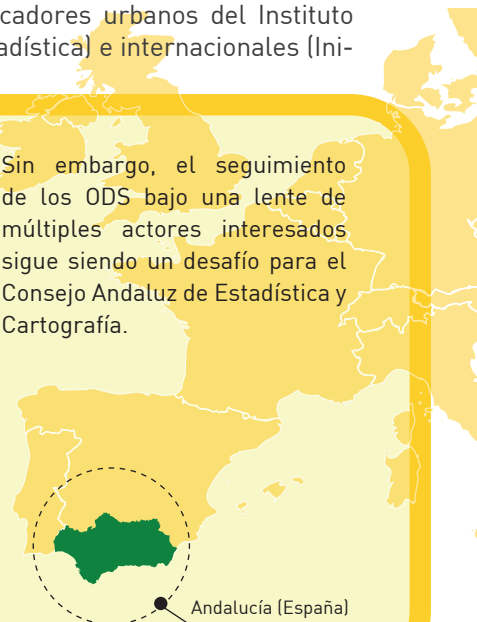 cadores urbanos del Instituto
adística) e internacionales (Ini-
Sin embargo, el seguimiento
de los ODS bajo una lente de
múltiples actores interesados
sigue siendo un desafío para el
Consejo Andaluz de Estadística y
Cartografía.
Andalucía (España)